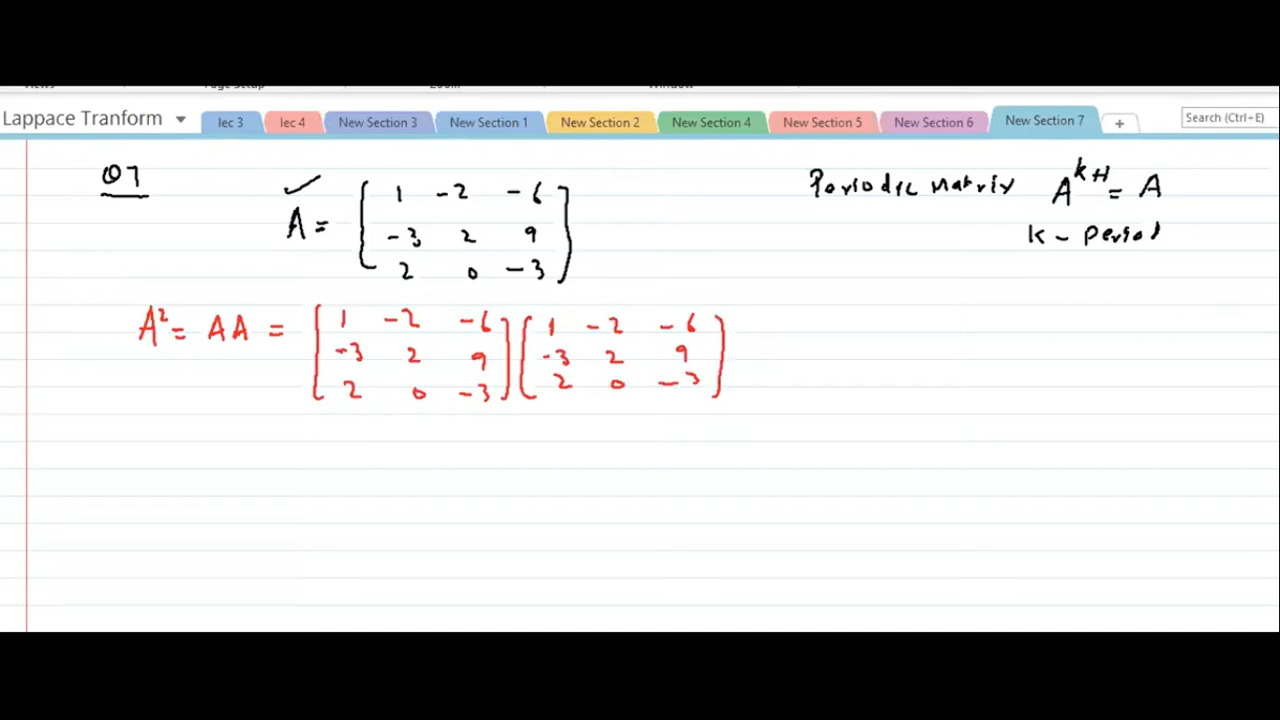 Lappace Tranform lec 3 lec 4 New Section 3 New Section 1 New Section 2 New Section 4 New Section 5 New Section 6 New Section 7 + Search (Ctrl+E)
Q7
A = [ 1 -2 -6
-3 2 9
2 0 -3 ]
Periodic Matrix A^{k+1} = A
k - Period
A² = AA = [ 1 -2 -6 ] [ 1 -2 -6 ]
[ -3 2 9 ] [ -3 2 9 ]
[ 2 0 -3 ] [ 2 0 -3 ]